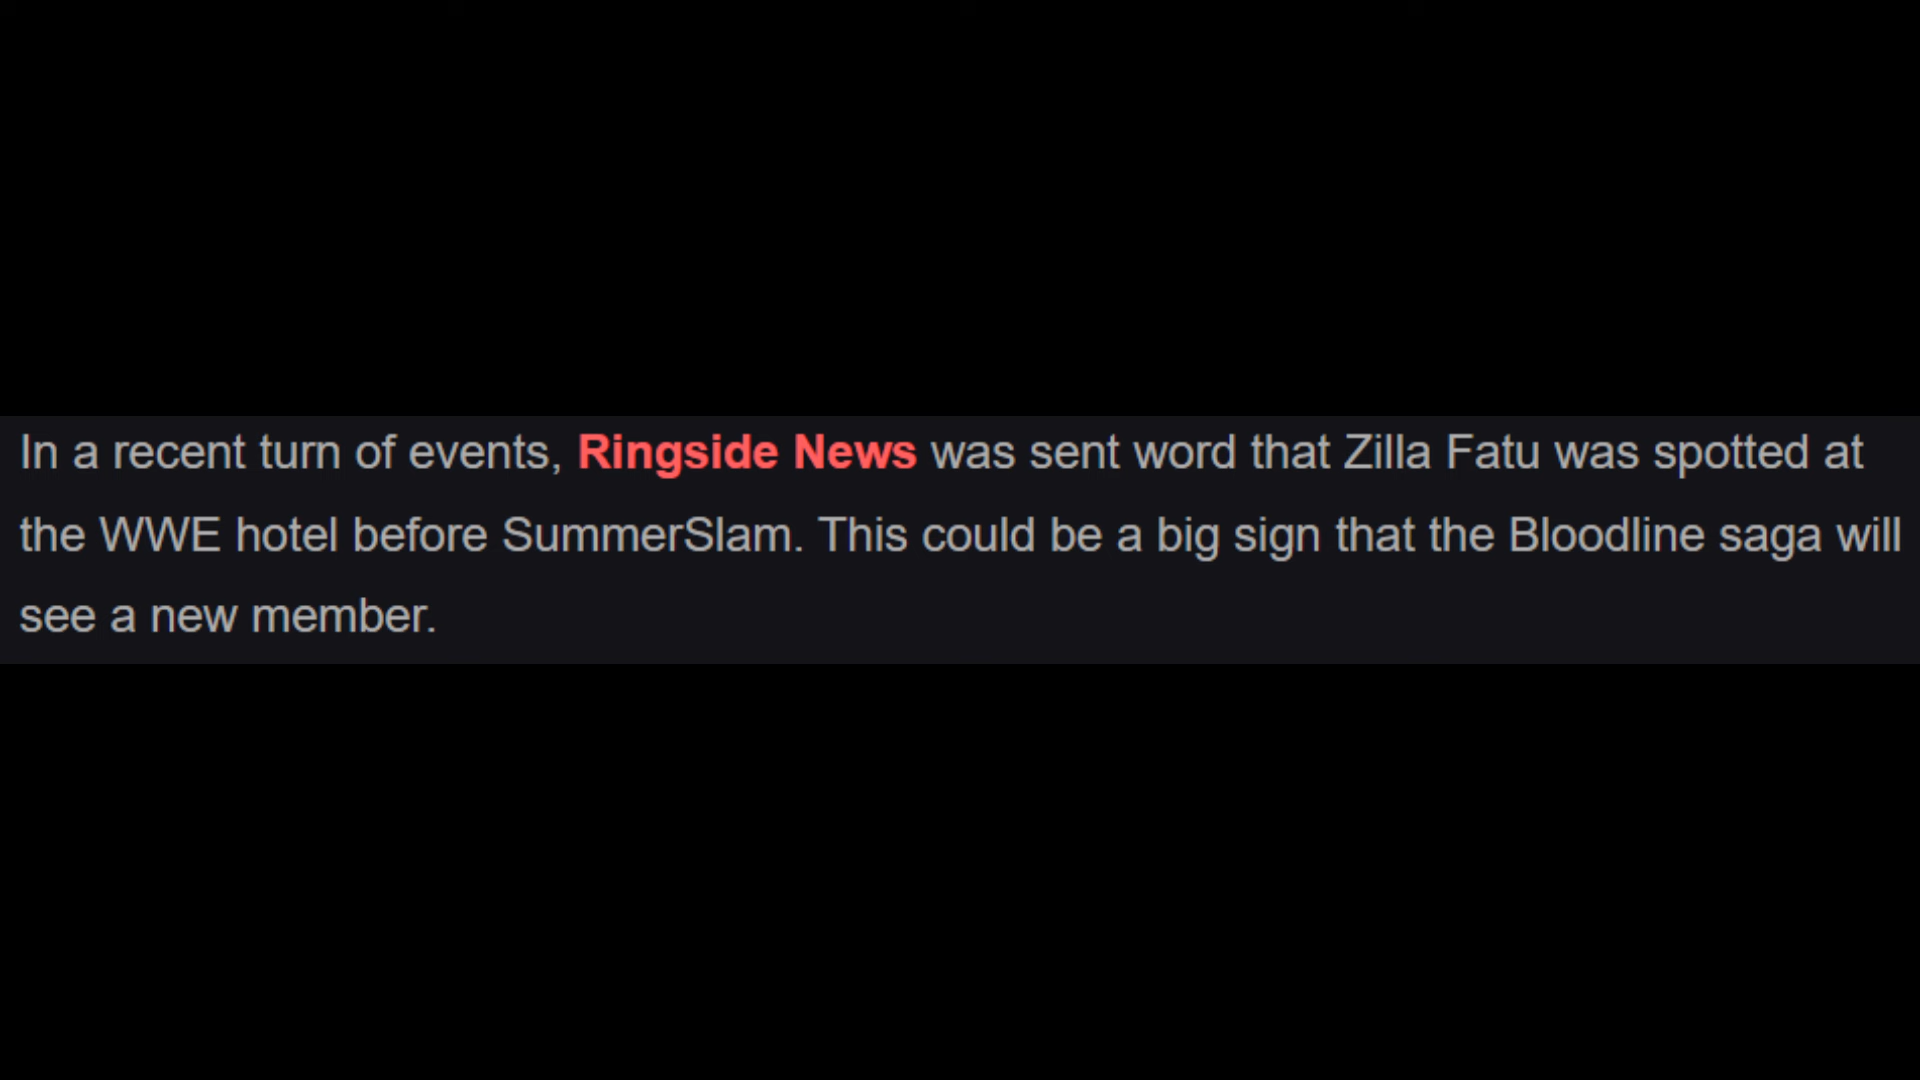 In a recent turn of events, Ringside News was sent word that Zilla Fatu was spotted at
the WWE hotel before SummerSlam. This could be a big sign that the Bloodline saga will
see a new member.